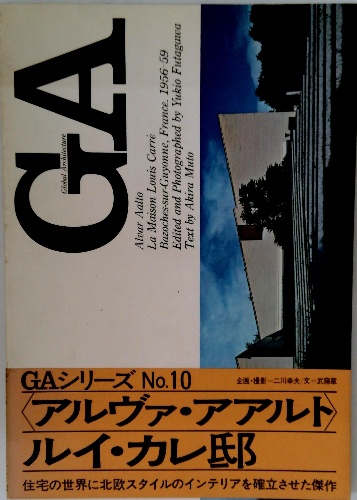 GA
Global Architecture
Alvar Aalto
La Maison Louis Carré
Bazoches-sur-Guyonne, France. 1956-59
Edited and Photographed by Yukio Futagawa
Text by Akira Muto
GAシリーズ No.10
企画・撮影＝二川幸夫/文＝武藤章
〈アルヴァ・アアルト〉
ルイ・カレ邸
住宅の世界に北欧スタイルのインテリアを確立させた傑作